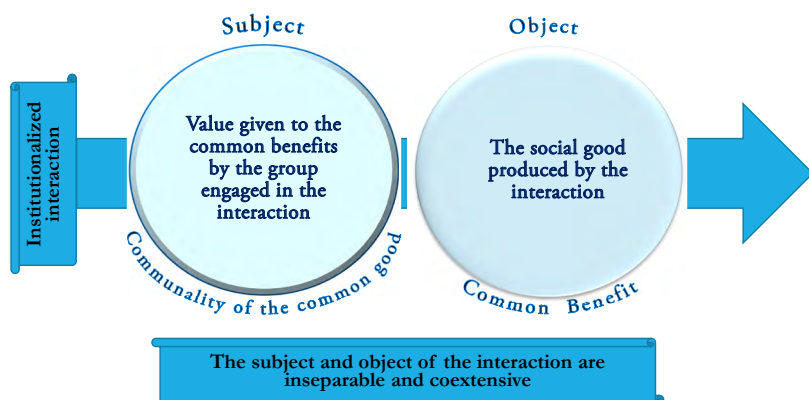 Subject
Object
Institutionalized
interaction
Value given to the
common benefits
by the group
engaged in the
interaction
The social good
produced by the
interaction
Communality of the common good
Common Benefit
The subject and object of the interaction are
inseparable and coextensive